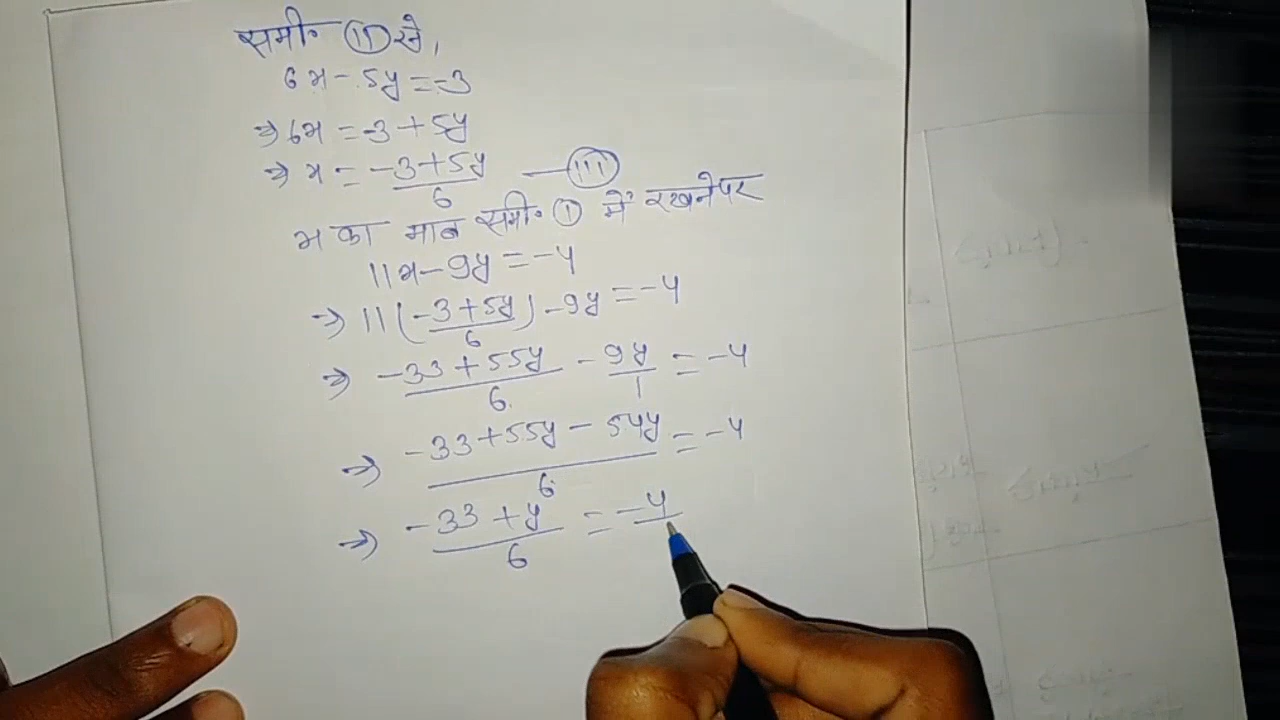 समी॰ (ii) से,
6x - 5y = -3
⇒ 6x = -3 + 5y
⇒ x = (-3 + 5y)/6 — (iii)
x का मान समी॰ (i) में रखने पर
11x - 9y = -4
⇒ 11((-3 + 5y)/6) - 9y = -4
⇒ (-33 + 55y)/6 - 9y/1 = -4
⇒ (-33 + 55y - 54y)/6 = -4
⇒ (-33 + y)/6 = -4